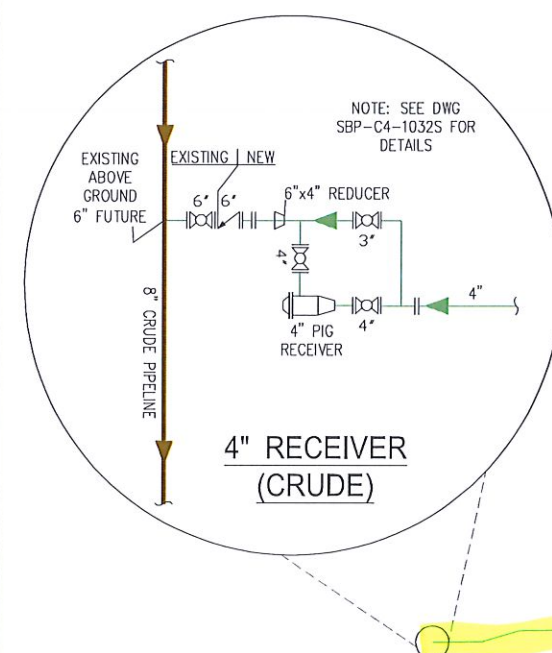 NOTE: SEE DWG
SBP-C4-1032S FOR
DETAILS
EXISTING
ABOVE
GROUND
6" FUTURE
EXISTING NEW
6" 6"
6"x4" REDUCER
3"
4"
4"
4"
4" PIG
RECEIVER
8" CRUDE PIPELINE
4" RECEIVER
(CRUDE)